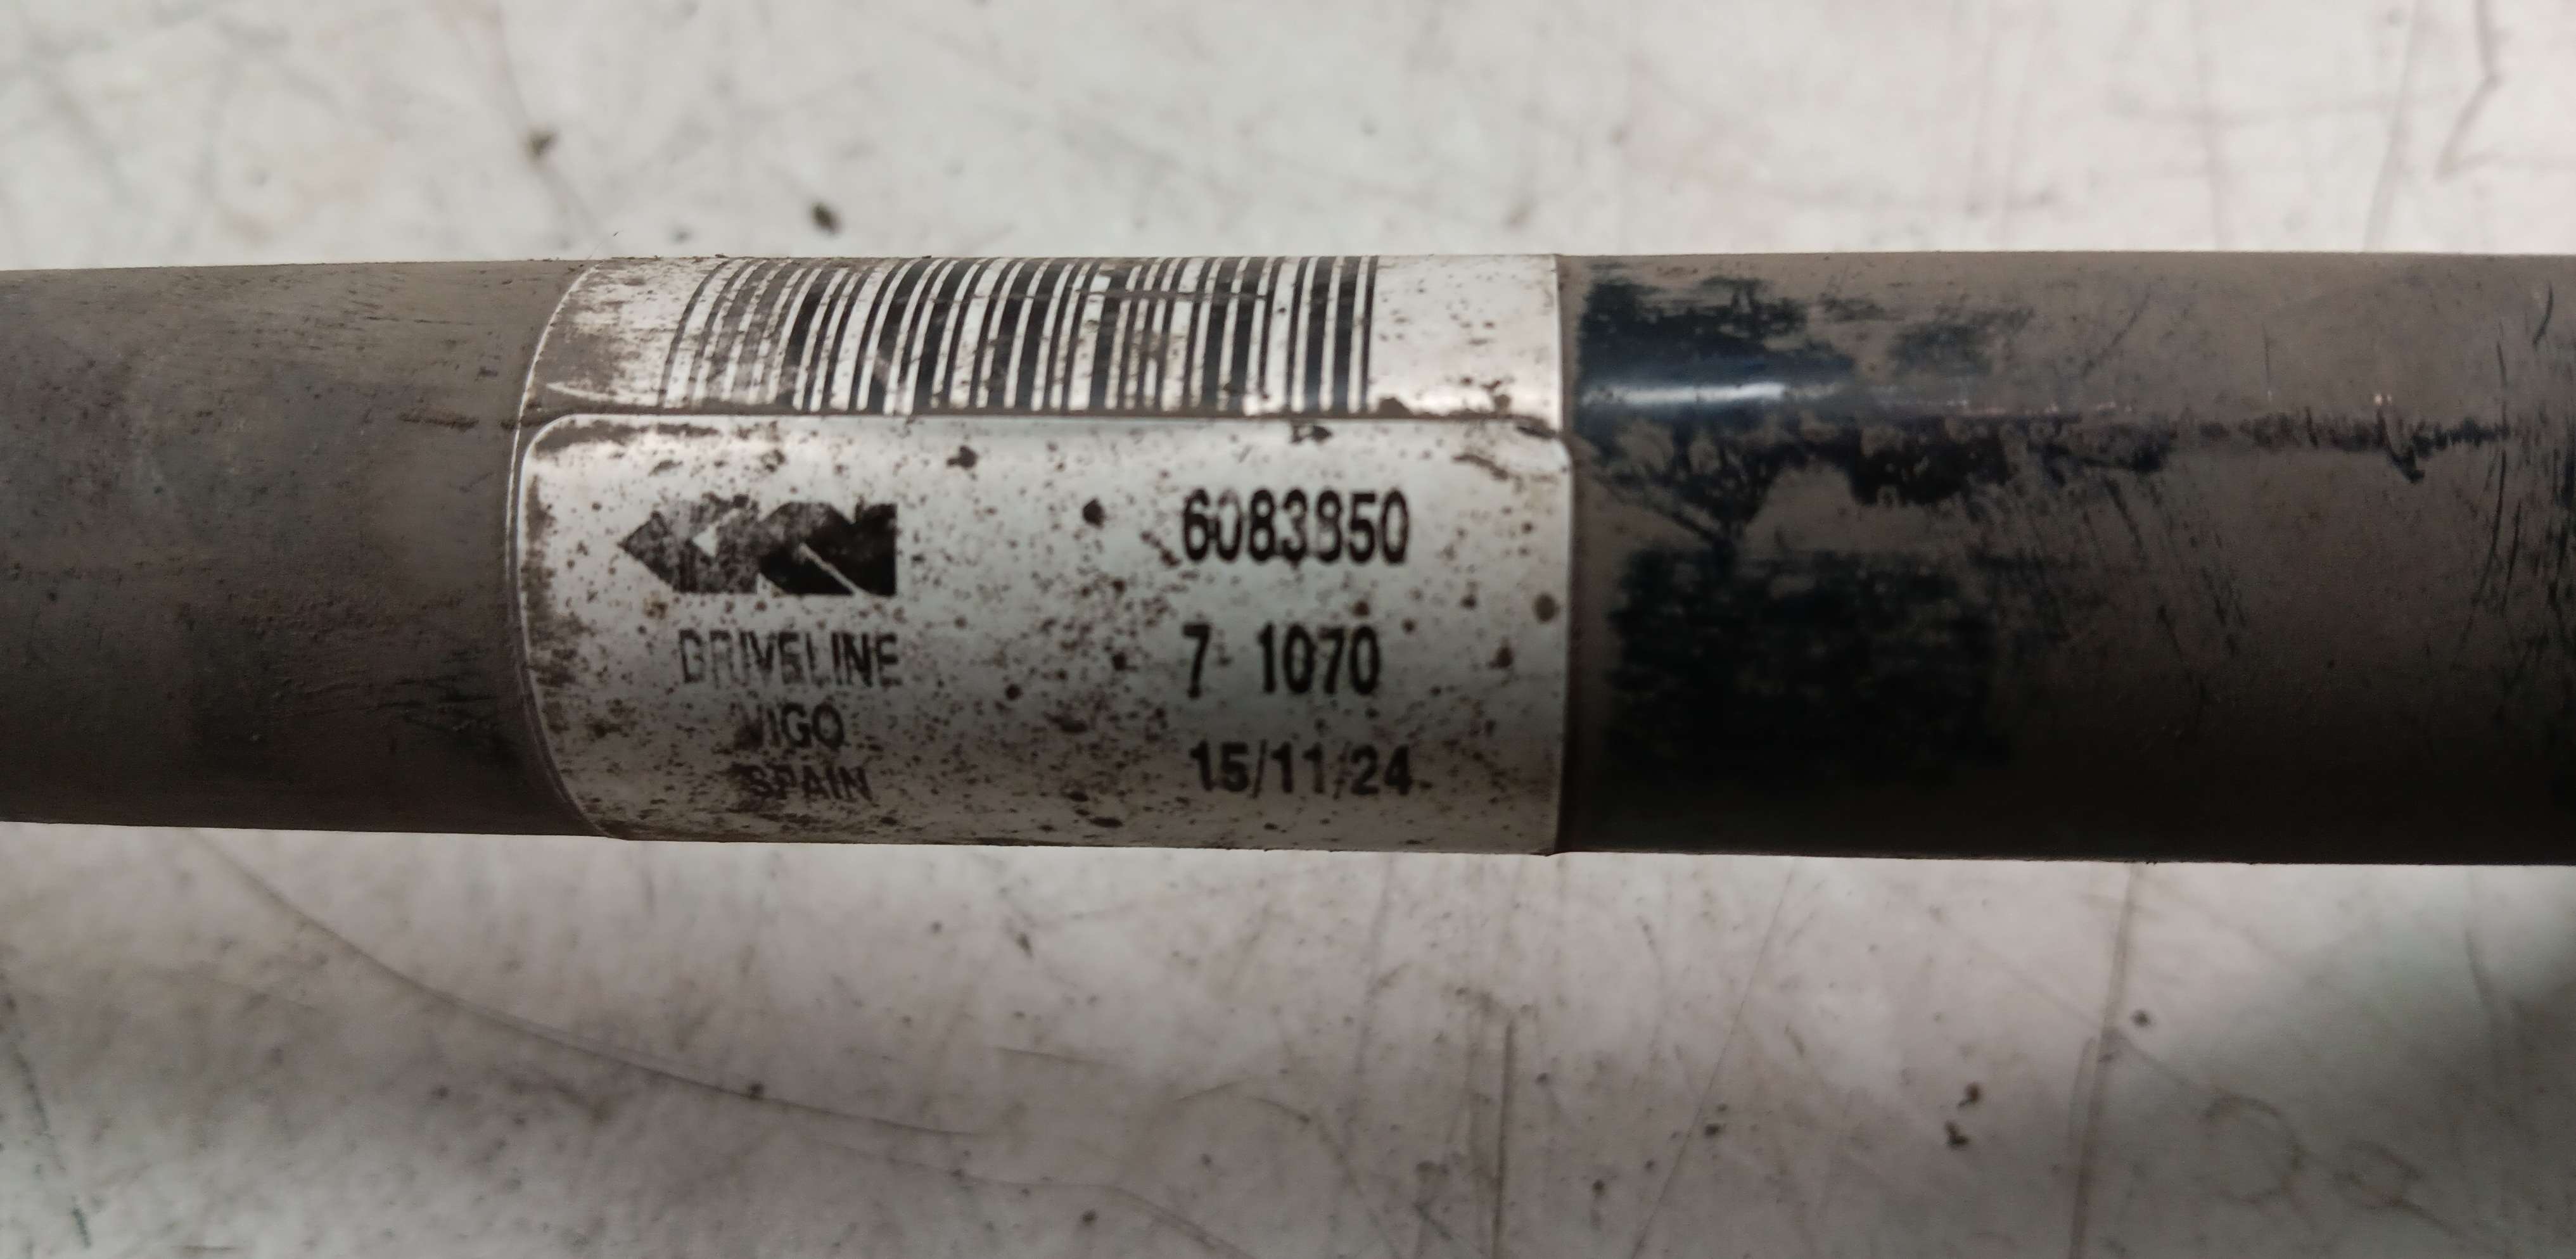 6083850
DRIVELINE
7 1070
VIGO
15/11/24
SPAIN